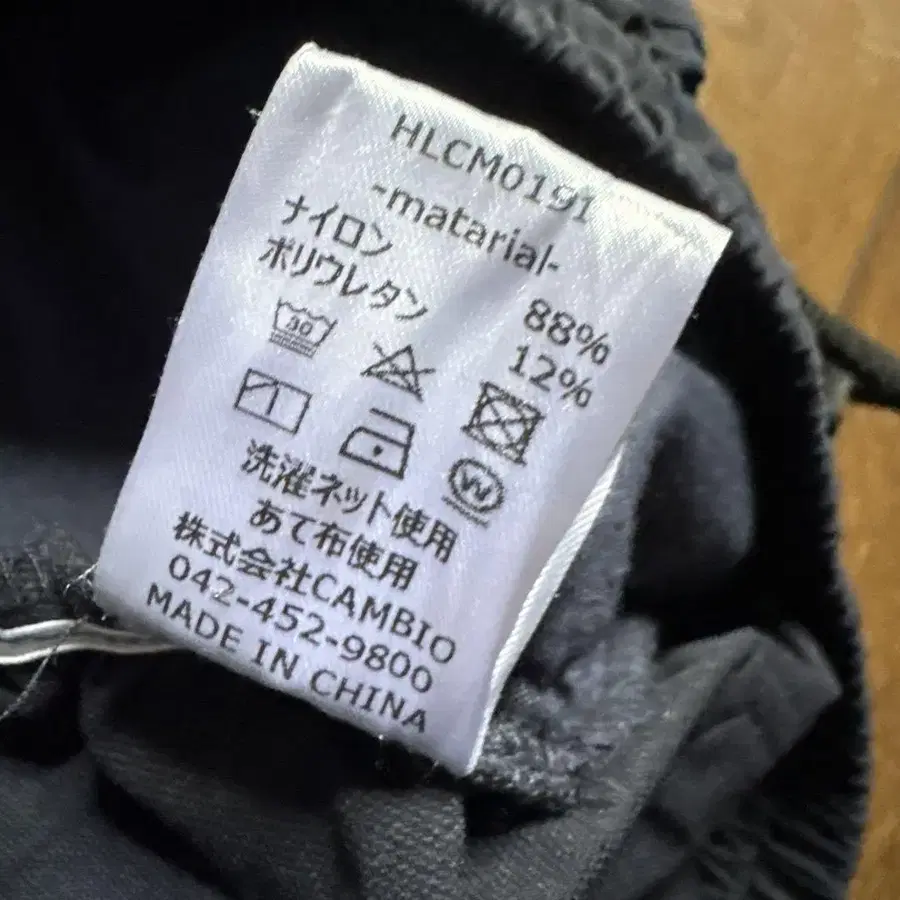 HLCM0191
-matarial-
ナイロン 88%
ポリウレタン 12%
30
洗濯ネット使用
あて布使用
株式会社CAMBIO
042-452-9800
MADE IN CHINA